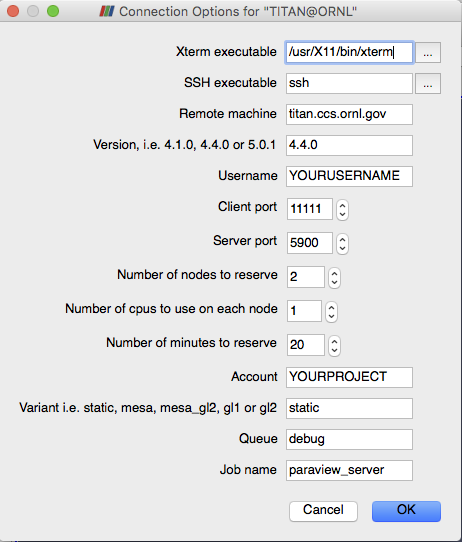 Connection Options for "TITAN@ORNL"
Xterm executable /usr/X11/bin/xterm ...
SSH executable ssh ...
Remote machine titan.ccs.ornl.gov
Version, i.e. 4.1.0, 4.4.0 or 5.0.1 4.4.0
Username YOURUSERNAME
Client port 11111
Server port 5900
Number of nodes to reserve 2
Number of cpus to use on each node 1
Number of minutes to reserve 20
Account YOURPROJECT
Variant i.e. static, mesa, mesa_gl2, gl1 or gl2 static
Queue debug
Job name paraview_server
Cancel OK